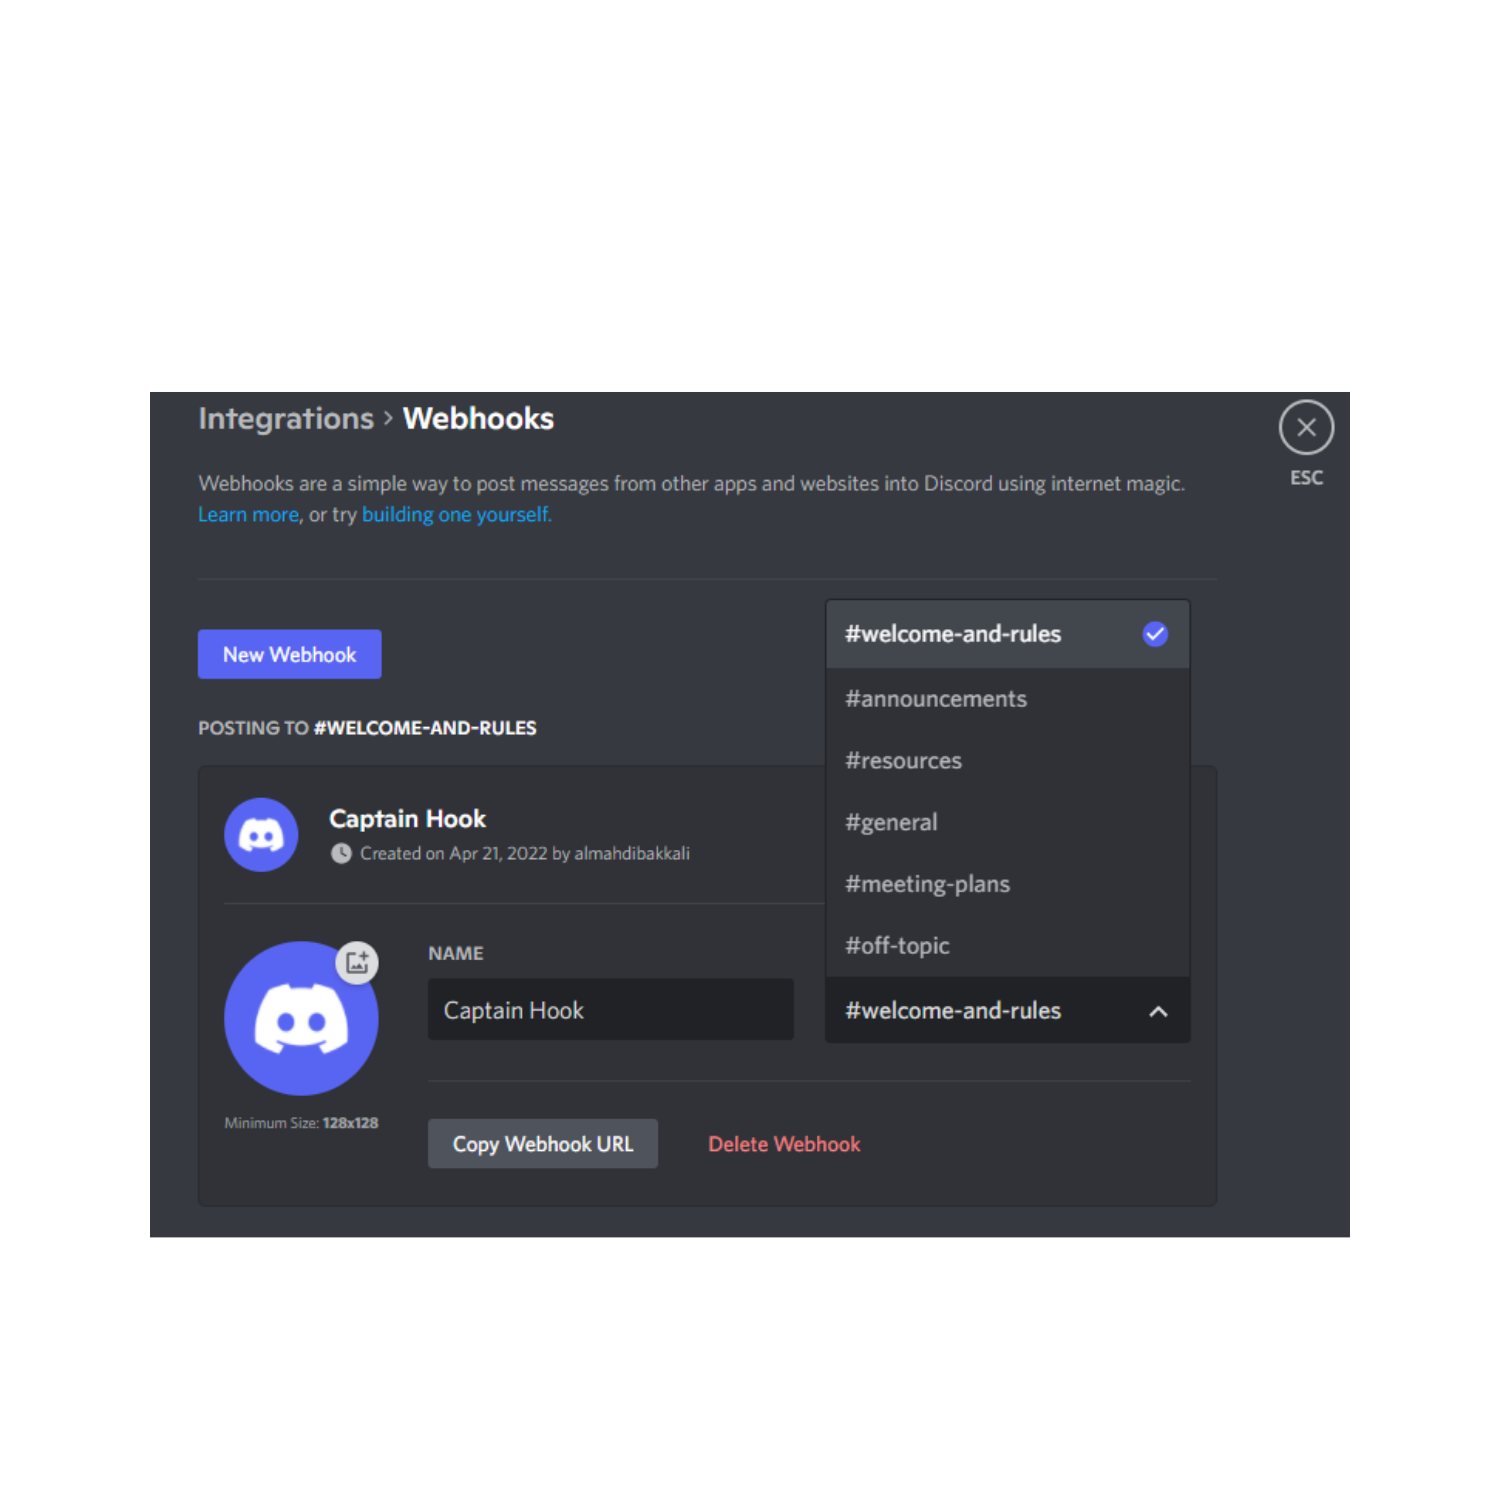 Integrations > Webhooks
ESC
Webhooks are a simple way to post messages from other apps and websites into Discord using internet magic.
Learn more, or try building one yourself.
New Webhook
POSTING TO #WELCOME-AND-RULES
Captain Hook
Created on Apr 21, 2022 by almahdibakkali
#welcome-and-rules
#announcements
#resources
#general
#meeting-plans
#off-topic
#welcome-and-rules
NAME
Captain Hook
Minimum Size: 128x128
Copy Webhook URL
Delete Webhook